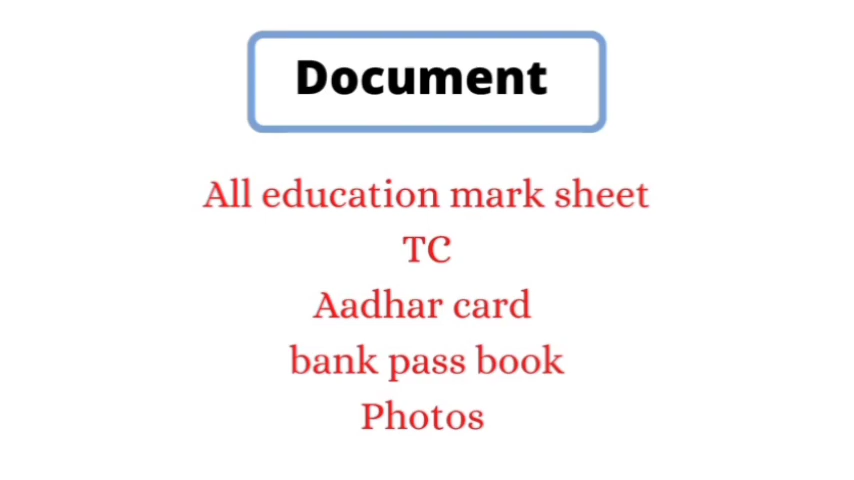 Document
All education mark sheet
TC
Aadhar card
bank pass book
Photos